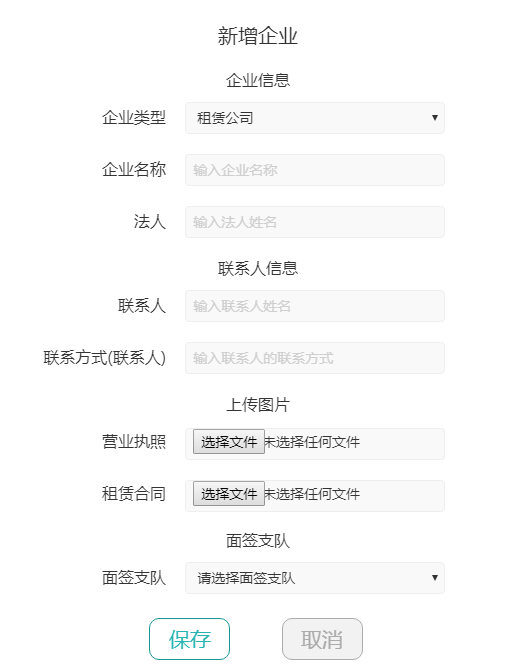 新增企业
企业信息
企业类型 租赁公司
企业名称 输入企业名称
法人 输入法人姓名
联系人信息
联系人 输入联系人姓名
联系方式(联系人) 输入联系人的联系方式
上传图片
营业执照 选择文件 未选择任何文件
租赁合同 选择文件 未选择任何文件
面签支队
面签支队 请选择面签支队
保存 取消